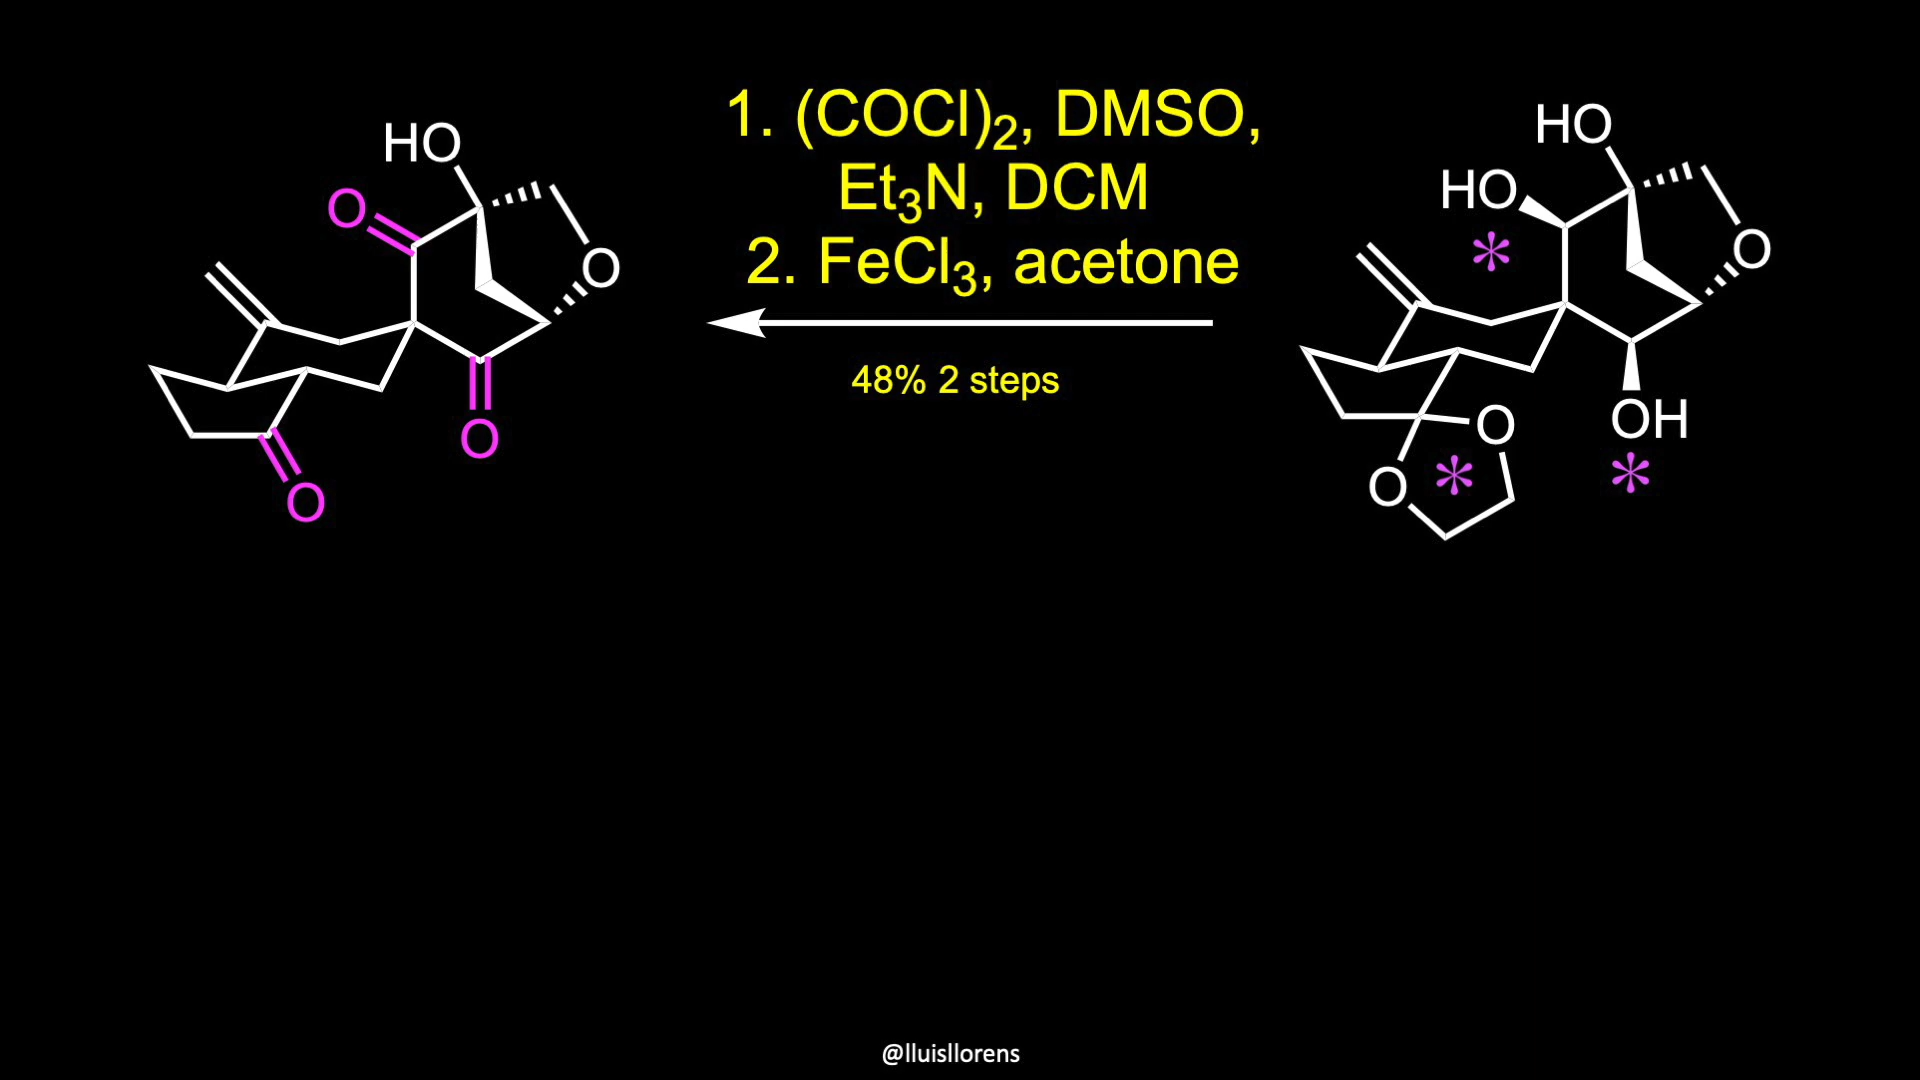 1. (COCl)₂, DMSO,
Et₃N, DCM
2. FeCl₃, acetone
48% 2 steps
HO
O
O
O
O
HO
HO
O
O
O
OH
*
*
*
@lluisllorens